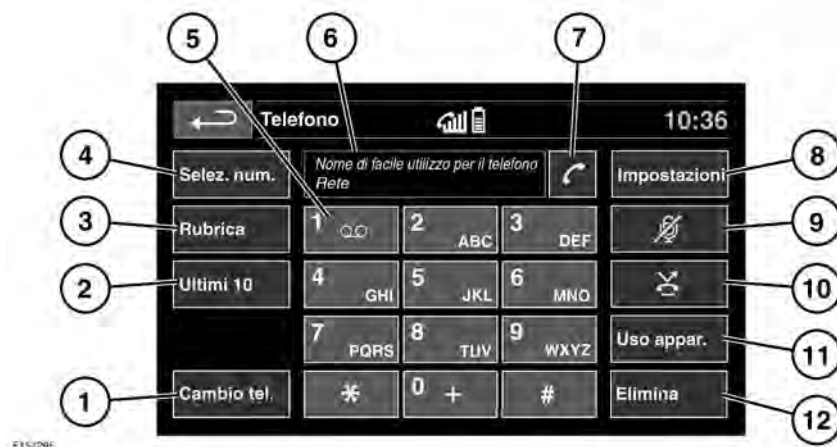 5
6
7
Telefono
10:36
4
Selez. num.
Nome di facile utilizzo per il telefono
Rete
Impostazioni
8
3
Rubrica
1
2 ABC
3 DEF
9
2
Ultimi 10
4 GHI
5 JKL
6 MNO
10
7 PQRS
8 TUV
9 WXYZ
Uso appar.
11
1
Cambio tel.
*
0 +
#
Elimina
12
E157296